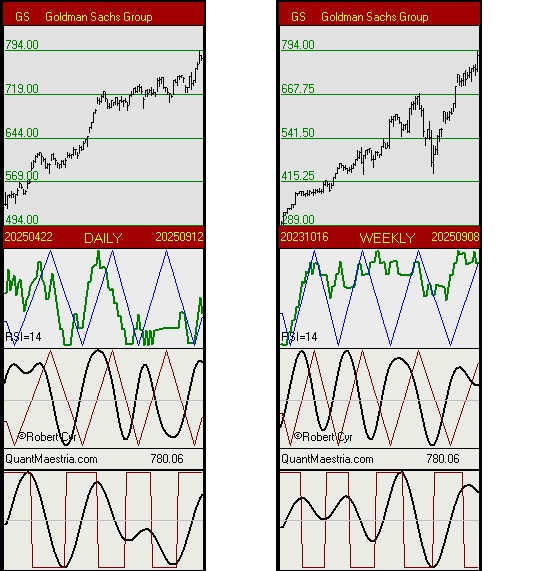 GS Goldman Sachs Group
794.00
719.00
644.00
569.00
494.00
20250422 DAILY 20250912
RSI=14
©Robert Cyr
QuantMaestria.com 780.06
GS Goldman Sachs Group
794.00
667.75
541.50
415.25
289.00
20231016 WEEKLY 20250908
RSI=14
©Robert Cyr
QuantMaestria.com 780.06